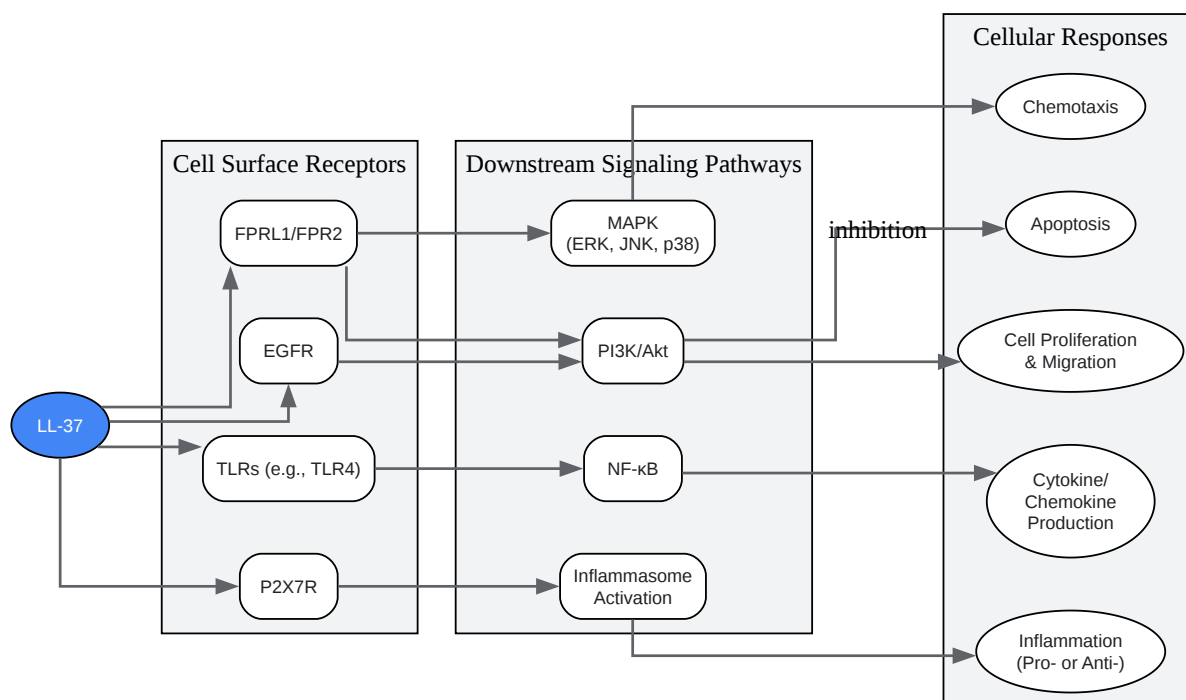 Cellular Responses
Chemotaxis
Cell Surface Receptors
Downstream Signaling Pathways
FPRL1/FPR2
MAPK
(ERK, JNK, p38)
inhibition
Apoptosis
EGFR
PI3K/Akt
Cell Proliferation
& Migration
LL-37
TLRs (e.g., TLR4)
NF-κB
Cytokine/
Chemokine
Production
P2X7R
Inflammasome
Activation
Inflammation
(Pro- or Anti-)